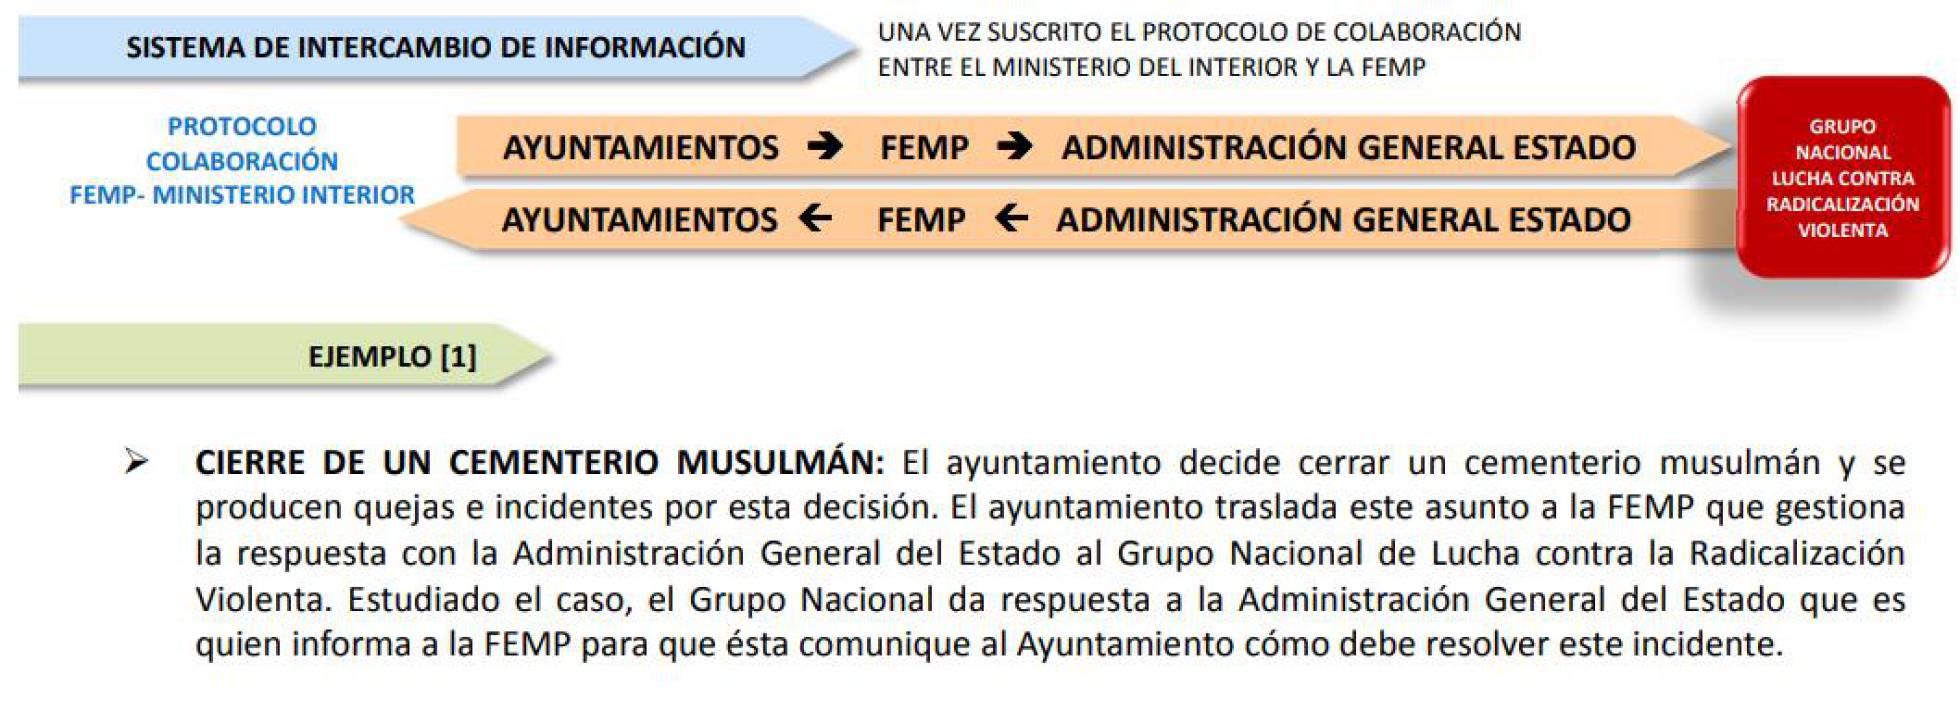 SISTEMA DE INTERCAMBIO DE INFORMACIÓN
UNA VEZ SUSCRITO EL PROTOCOLO DE COLABORACIÓN
ENTRE EL MINISTERIO DEL INTERIOR Y LA FEMP
PROTOCOLO
COLABORACIÓN
FEMP- MINISTERIO INTERIOR
AYUNTAMIENTOS → FEMP → ADMINISTRACIÓN GENERAL ESTADO
AYUNTAMIENTOS ← FEMP ← ADMINISTRACIÓN GENERAL ESTADO
GRUPO
NACIONAL
LUCHA CONTRA
RADICALIZACIÓN
VIOLENTA
EJEMPLO [1]
➢ CIERRE DE UN CEMENTERIO MUSULMÁN: El ayuntamiento decide cerrar un cementerio musulmán y se
producen quejas e incidentes por esta decisión. El ayuntamiento traslada este asunto a la FEMP que gestiona
la respuesta con la Administración General del Estado al Grupo Nacional de Lucha contra la Radicalización
Violenta. Estudiado el caso, el Grupo Nacional da respuesta a la Administración General del Estado que es
quien informa a la FEMP para que ésta comunique al Ayuntamiento cómo debe resolver este incidente.